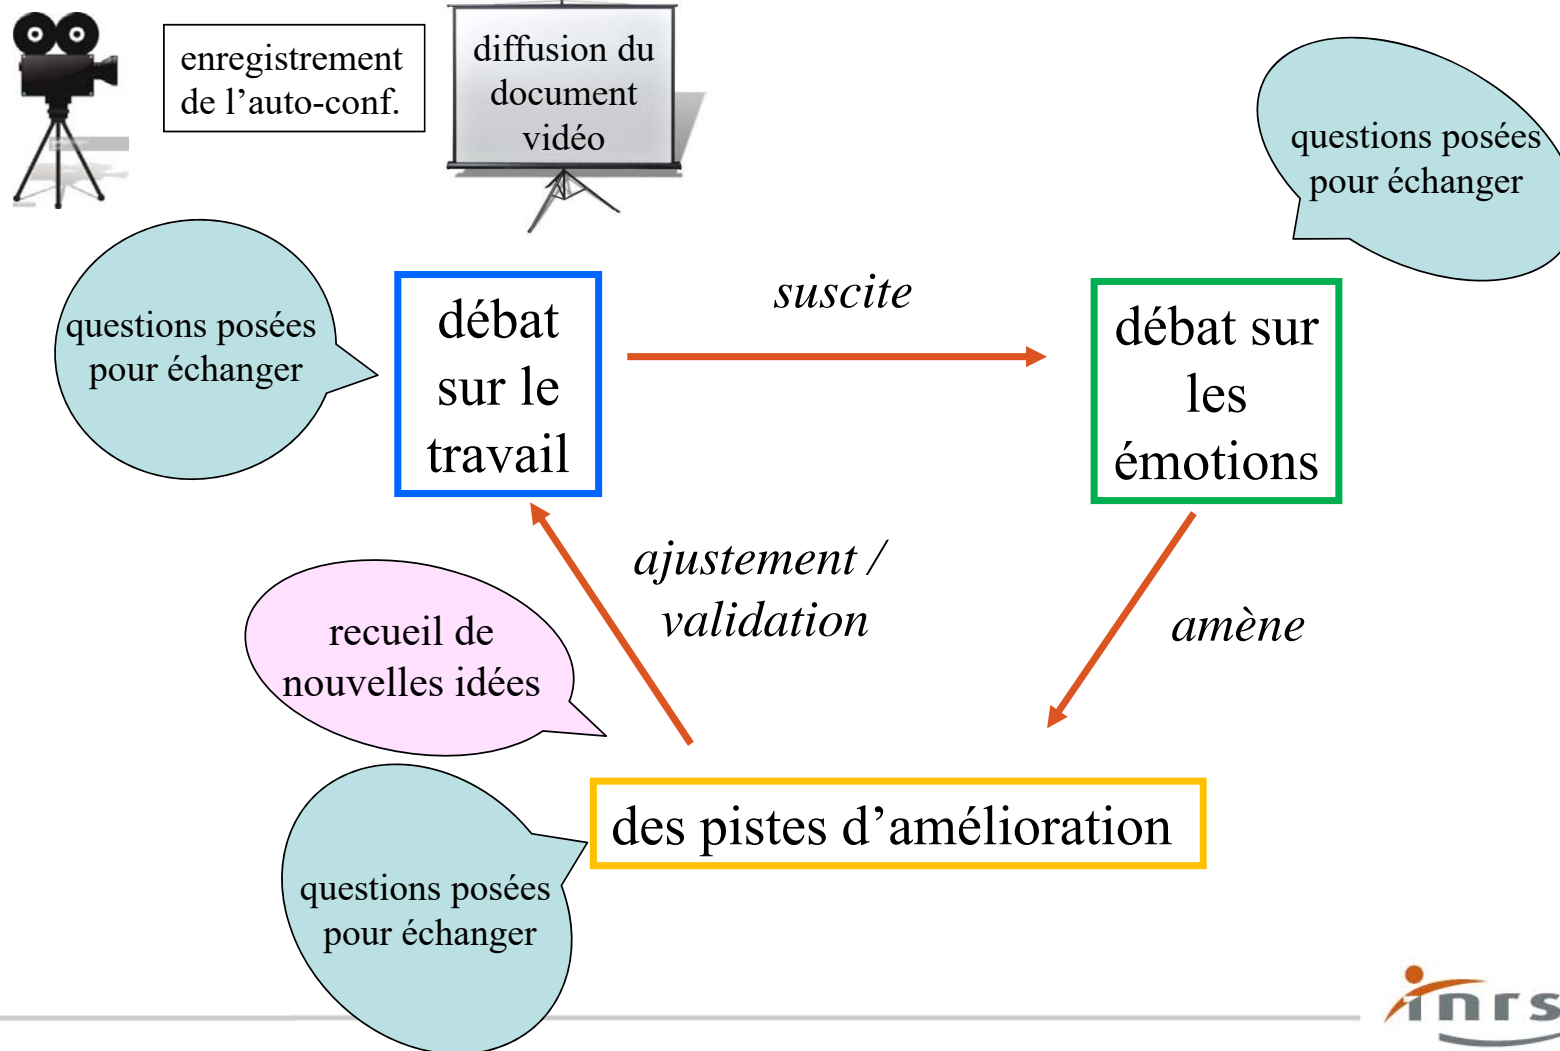 enregistrement
de l’auto-conf.
diffusion du
document
vidéo
questions posées
pour échanger
questions posées
pour échanger
débat
sur le
travail
suscite
débat sur
les
émotions
ajustement /
validation
amène
recueil de
nouvelles idées
des pistes d’amélioration
questions posées
pour échanger
inrs